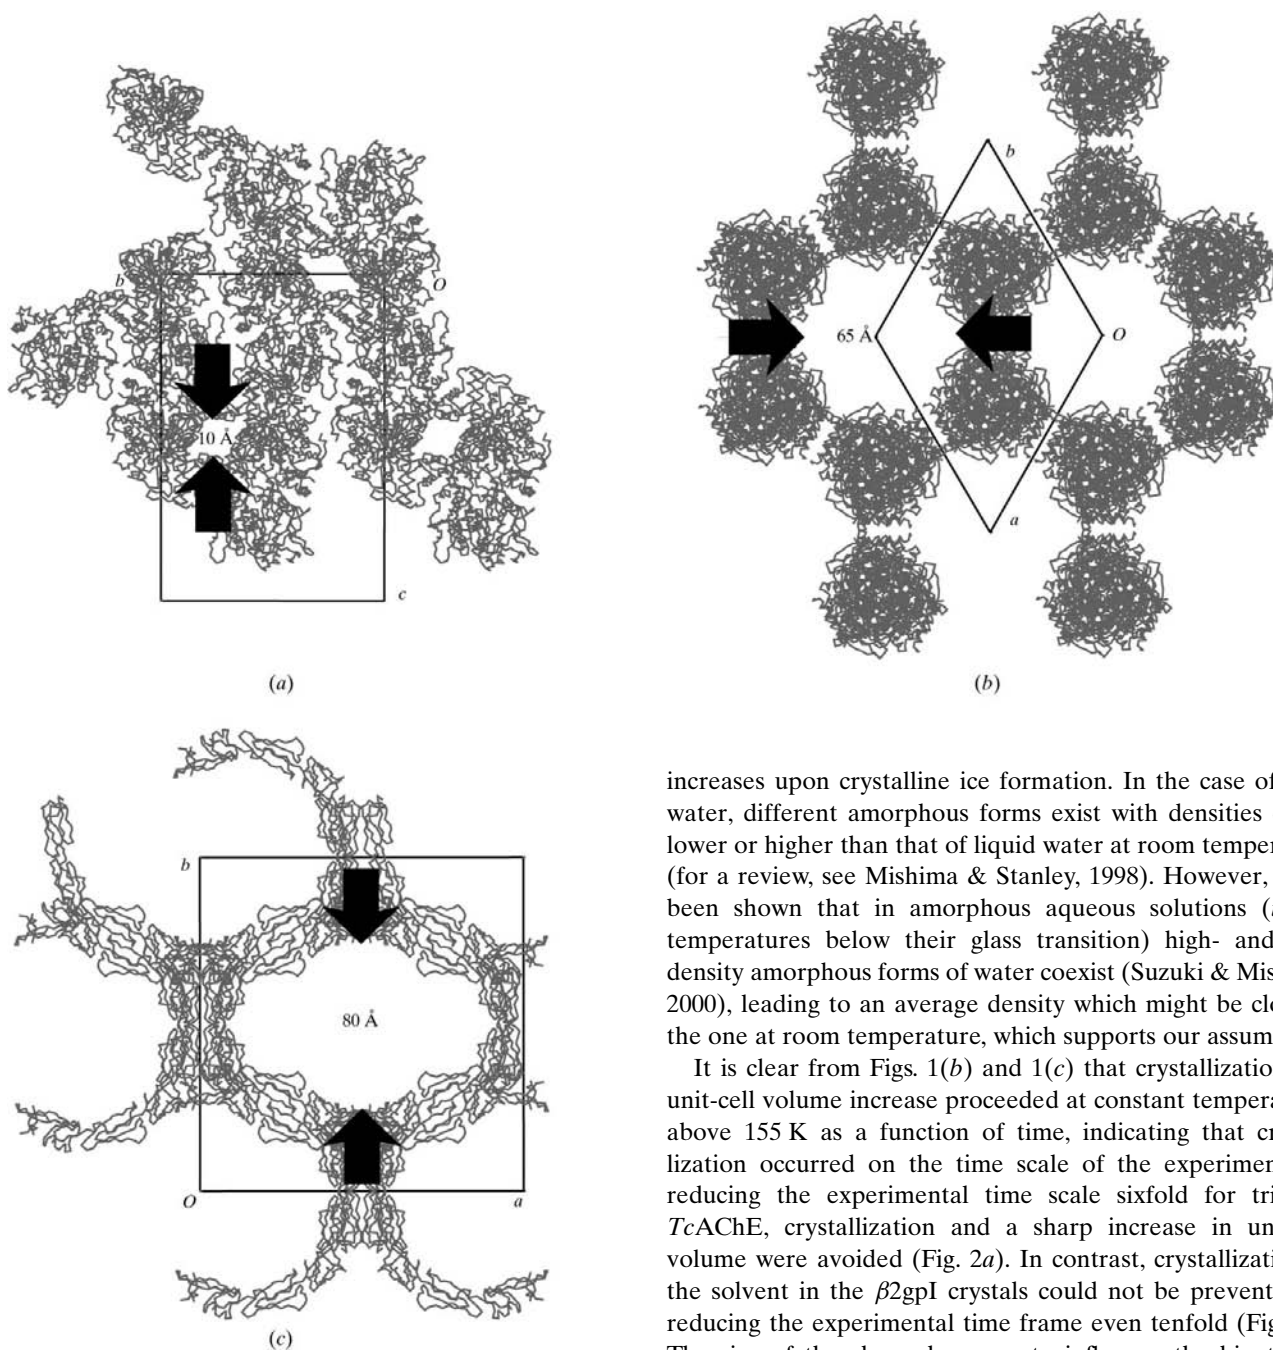 b
O
10 Å
c
(a)
b
65 Å
O
a
(b)
b
80 Å
O
a
(c)
increases upon crystalline ice formation. In the case of
water, different amorphous forms exist with densities
lower or higher than that of liquid water at room temper
(for a review, see Mishima & Stanley, 1998). However,
been shown that in amorphous aqueous solutions (
temperatures below their glass transition) high- and
density amorphous forms of water coexist (Suzuki & Mis
2000), leading to an average density which might be clo
the one at room temperature, which supports our assum
It is clear from Figs. 1(b) and 1(c) that crystallization
unit-cell volume increase proceeded at constant tempera
above 155 K as a function of time, indicating that cr
lization occurred on the time scale of the experimen
reducing the experimental time scale sixfold for tri
TcAChE, crystallization and a sharp increase in un
volume were avoided (Fig. 2a). In contrast, crystallizati
the solvent in the β2gpI crystals could not be prevent
reducing the experimental time frame even tenfold (Fig